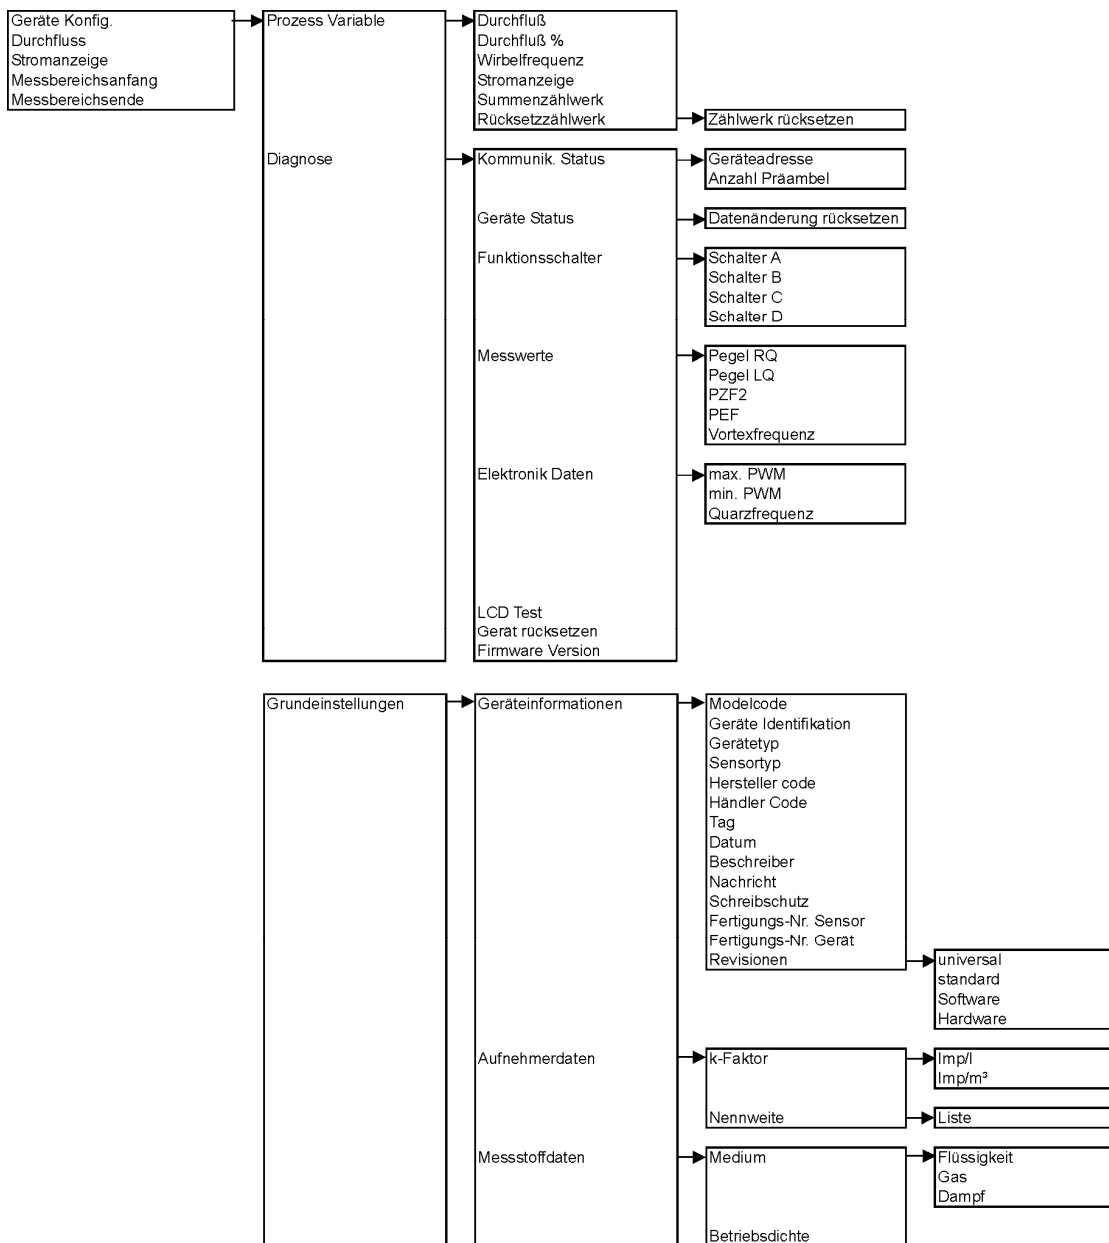 Geräte Konfig.
Durchfluss
Stromanzeige
Messbereichsanfang
Messbereichsende
Prozess Variable
Durchfluß
Durchfluß %
Wirbelfrequenz
Stromanzeige
Summenzählwerk
Rücksetzzählwerk
Zählwerk rücksetzen
Diagnose
Kommunik. Status
Geräteadresse
Anzahl Präambel
Geräte Status
Datenänderung rücksetzen
Funktionsschalter
Schalter A
Schalter B
Schalter C
Schalter D
Messwerte
Pegel RQ
Pegel LQ
PZF2
PEF
Vortexfrequenz
Elektronik Daten
max. PWM
min. PWM
Quarzfrequenz
LCD Test
Gerät rücksetzen
Firmware Version
Grundeinstellungen
Geräteinformationen
Modelcode
Geräte Identifikation
Gerätetyp
Sensortyp
Hersteller code
Händler Code
Tag
Datum
Beschreiber
Nachricht
Schreibschutz
Fertigungs-Nr. Sensor
Fertigungs-Nr. Gerät
Revisionen
universal
standard
Software
Hardware
Aufnehmerdaten
k-Faktor
Imp/l
Imp/m³
Nennweite
Liste
Messstoffdaten
Medium
Flüssigkeit
Gas
Dampf
Betriebsdichte